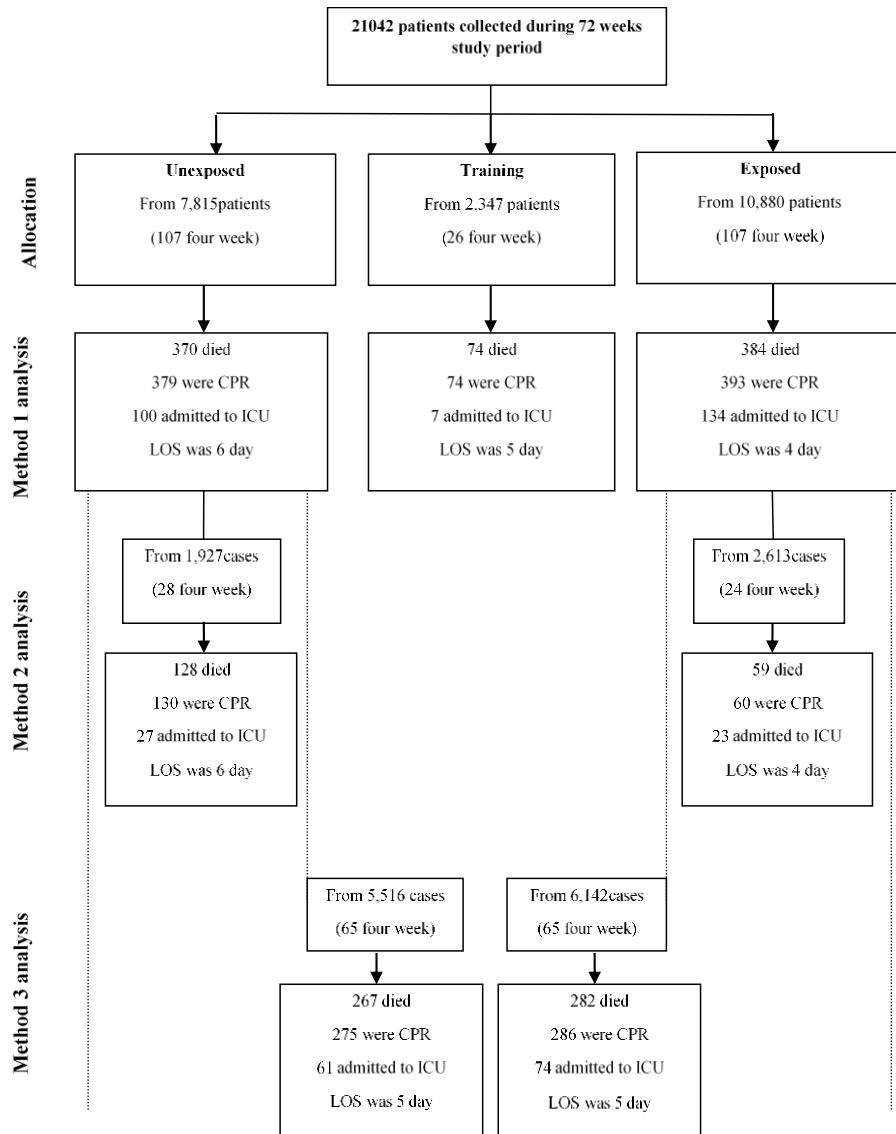 21042 patients collected during 72 weeks
study period
Allocation
Unexposed
From 7,815patients
(107 four week)
Training
From 2,347 patients
(26 four week)
Exposed
From 10,880 patients
(107 four week)
Method 1 analysis
370 died
379 were CPR
100 admitted to ICU
LOS was 6 day
74 died
74 were CPR
7 admitted to ICU
LOS was 5 day
384 died
393 were CPR
134 admitted to ICU
LOS was 4 day
Method 2 analysis
From 1,927cases
(28 four week)
From 2,613cases
(24 four week)
128 died
130 were CPR
27 admitted to ICU
LOS was 6 day
59 died
60 were CPR
23 admitted to ICU
LOS was 4 day
Method 3 analysis
From 5,516 cases
(65 four week)
From 6,142cases
(65 four week)
267 died
275 were CPR
61 admitted to ICU
LOS was 5 day
282 died
286 were CPR
74 admitted to ICU
LOS was 5 day